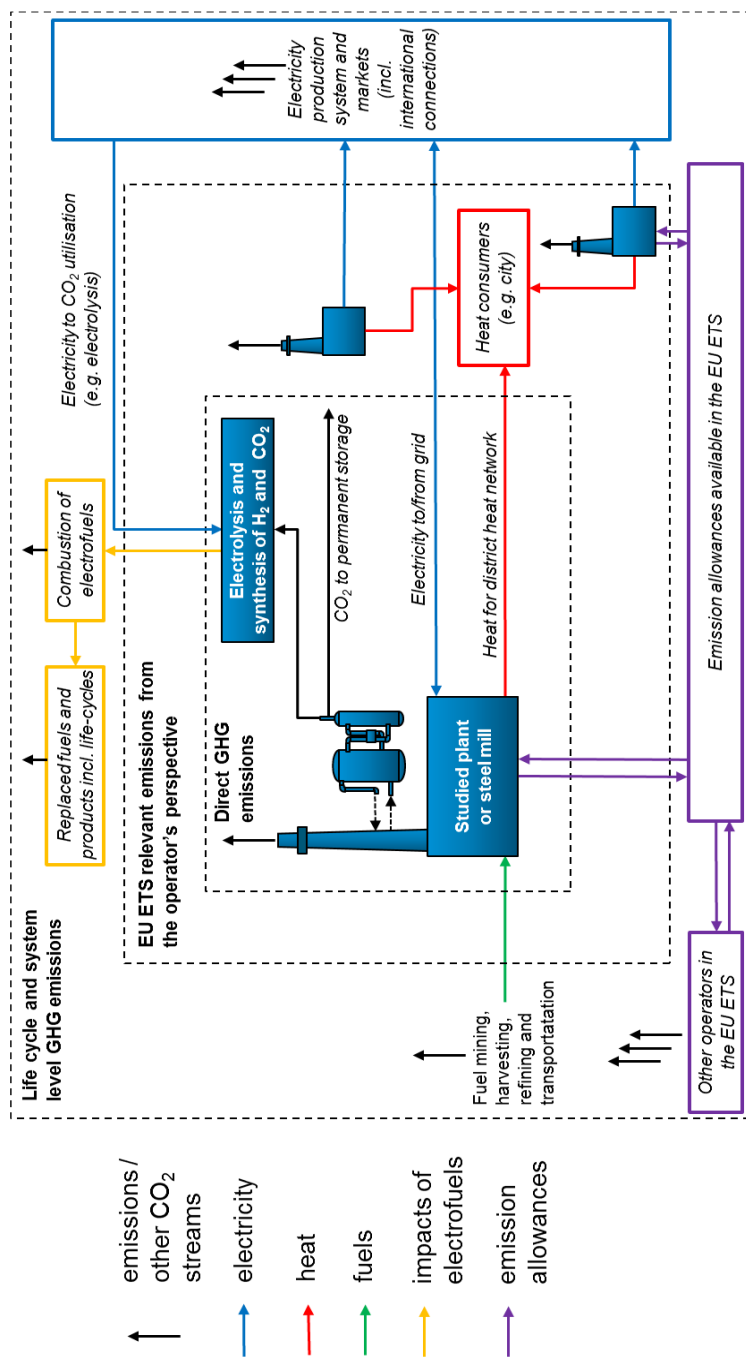 Life cycle and system
level GHG emissions
Replaced fuels and
products incl. life-cycles
Combustion of
electrofuels
Electricity to CO2 utilisation
(e.g. electrolysis)
Electricity
production
system and
markets
(incl.
international
connections)
EU ETS relevant emissions from
the operator's perspective
Direct GHG
emissions
Electrolysis and
synthesis of H2 and CO2
CO2 to permanent storage
Studied plant
or steel mill
Electricity to/from grid
Heat for district heat network
Heat consumers
(e.g. city)
Fuel mining,
harvesting,
refining and
transportatation
Other operators in
the EU ETS
Emission allowances available in the EU ETS
emissions /
other CO2
streams
electricity
heat
fuels
impacts of
electrofuels
emission
allowances